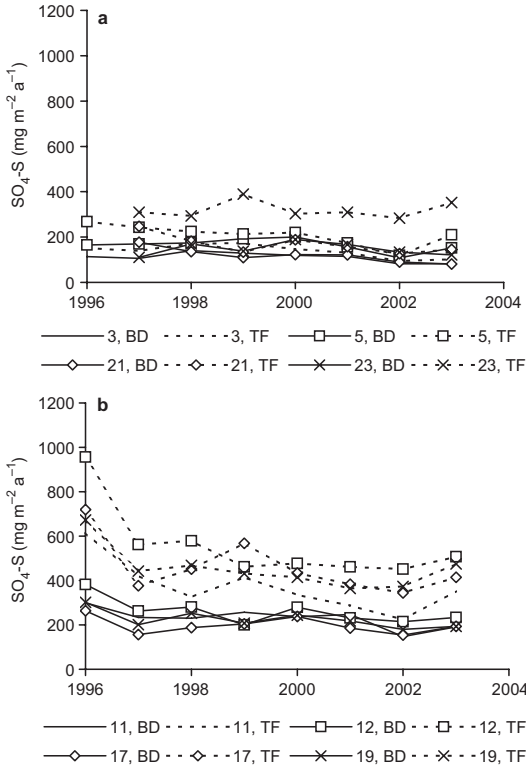 a
1200
1000
800
600
400
200
0
SO₄-S (mg m⁻² a⁻¹)
1996 1998 2000 2002 2004
3, BD 3, TF 5, BD 5, TF
21, BD 21, TF 23, BD 23, TF
b
1200
1000
800
600
400
200
0
SO₄-S (mg m⁻² a⁻¹)
1996 1998 2000 2002 2004
11, BD 11, TF 12, BD 12, TF
17, BD 17, TF 19, BD 19, TF